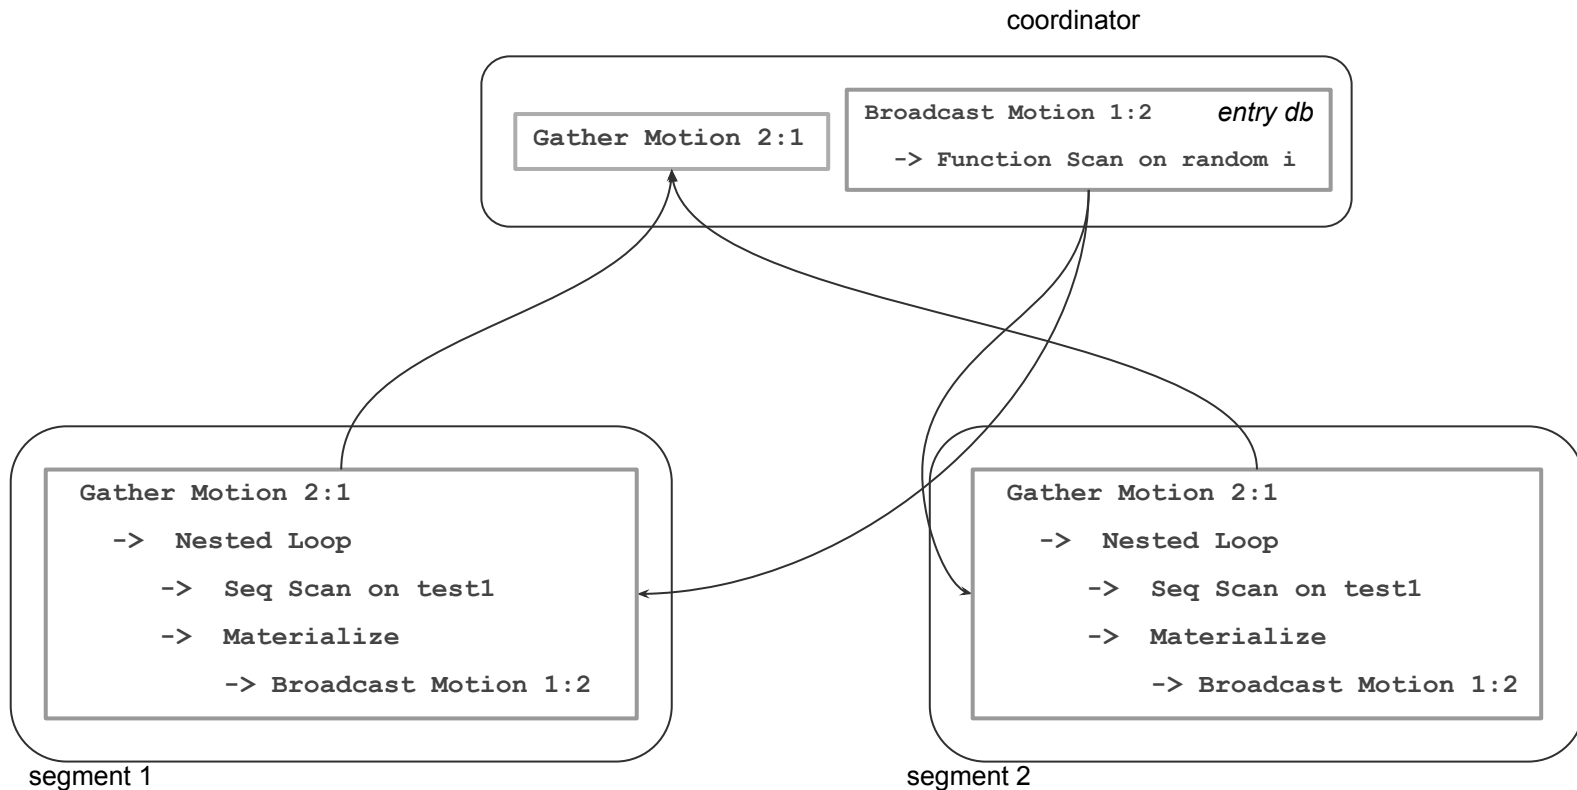 coordinator
Gather Motion 2:1
Broadcast Motion 1:2 entry db
-> Function Scan on random i
Gather Motion 2:1
-> Nested Loop
-> Seq Scan on test1
-> Materialize
-> Broadcast Motion 1:2
segment 1
Gather Motion 2:1
-> Nested Loop
-> Seq Scan on test1
-> Materialize
-> Broadcast Motion 1:2
segment 2